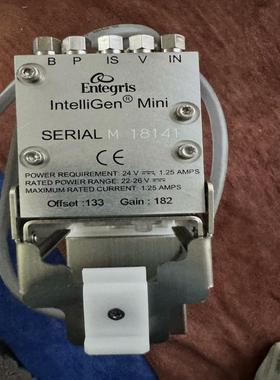 B P IS V IN
Entegris
IntelliGen® Mini
SERIAL M 18141
CE
POWER REQUIREMENT: 24 V ⎓, 1.25 AMPS
RATED POWER RANGE: 22-26 V ⎓
MAXIMUM RATED CURRENT: 1.25 AMPS
Offset :133 Gain : 182